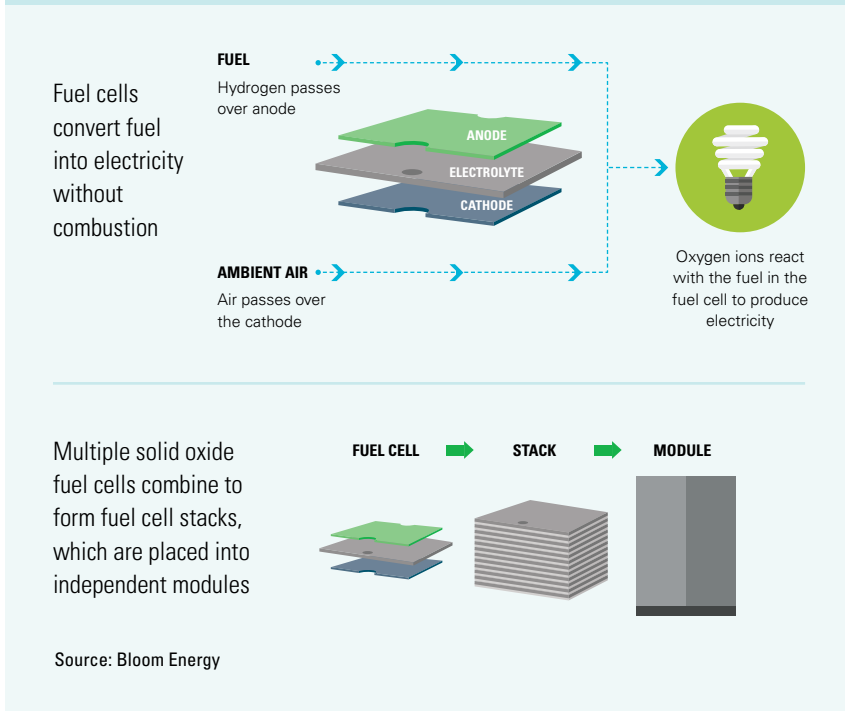 Fuel cells
convert fuel
into electricity
without
combustion
FUEL
Hydrogen passes
over anode
ANODE
ELECTROLYTE
CATHODE
AMBIENT AIR
Air passes over
the cathode
Oxygen ions react
with the fuel in the
fuel cell to produce
electricity
Multiple solid oxide
fuel cells combine to
form fuel cell stacks,
which are placed into
independent modules
FUEL CELL
STACK
MODULE
Source: Bloom Energy